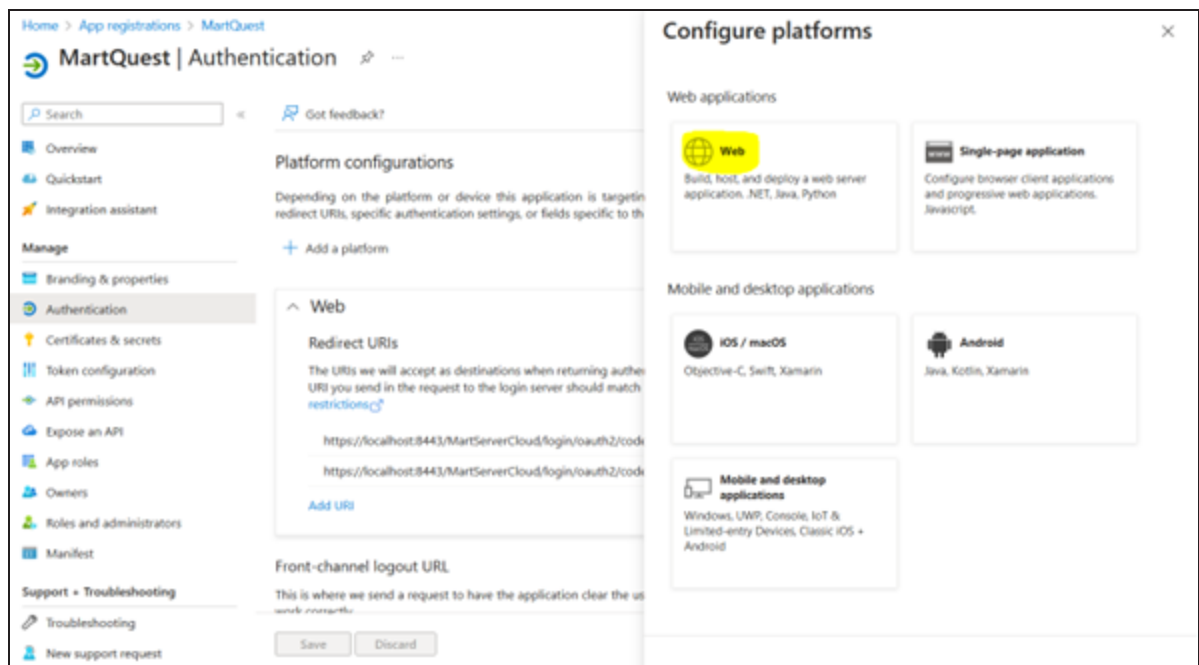 Home > App registrations > MartQuest
MartQuest | Authentication
Search
Overview
Quickstart
Integration assistant
Manage
Branding & properties
Authentication
Certificates & secrets
Token configuration
API permissions
Expose an API
App roles
Owners
Roles and administrators
Manifest
Support + Troubleshooting
Troubleshooting
New support request
Got feedback?
Platform configurations
Depending on the platform or device this application is targetin
redirect URIs, specific authentication settings, or fields specific to th
Add a platform
Web
Redirect URIs
The URIs we will accept as destinations when returning authe
URI you send in the request to the login server should match
restrictions
https://localhost:8443/MartServerCloud/login/oauth2/code
https://localhost:8443/MartServerCloud/login/oauth2/code
Add URI
Front-channel logout URL
This is where we send a request to have the application clear the us
work correctly.
Save
Discard
Configure platforms
Web applications
Web
Build, host, and deploy a web server
application. .NET, Java, Python
Single-page application
Configure browser client applications
and progressive web applications.
Javascript.
Mobile and desktop applications
iOS / macOS
Objective-C, Swift, Xamarin
Android
Java, Kotlin, Xamarin
Mobile and desktop
applications
Windows, UWP, Console, IoT &
Limited-entry Devices, Classic iOS +
Android